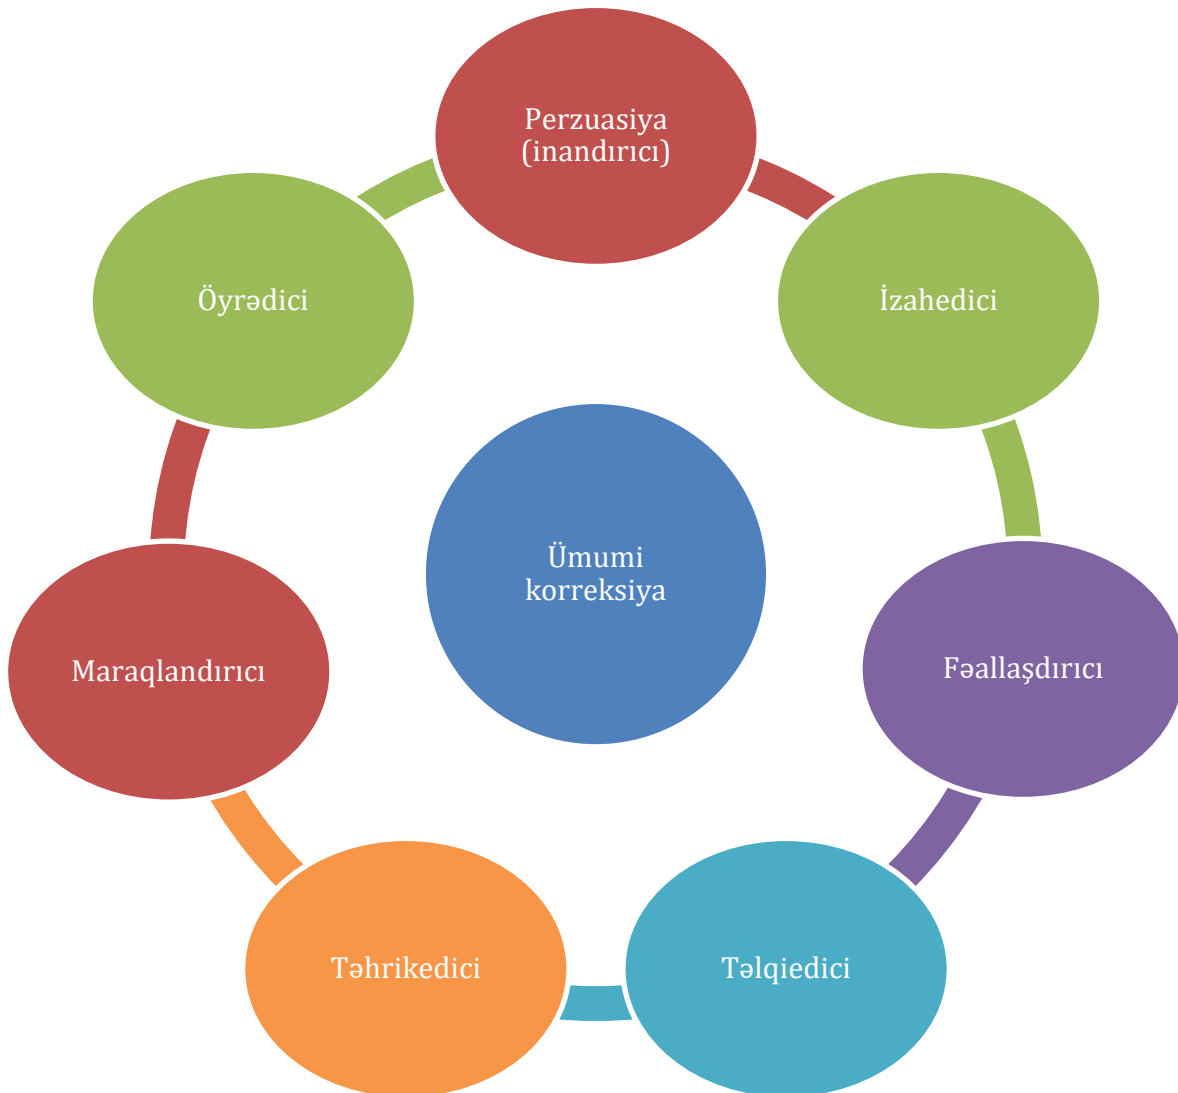 Perzuasiya
(inandırıcı)
Öyrədici
İzahedici
Ümumi
korreksiya
Maraqlandırıcı
Fəallaşdırıcı
Təhrikedici
Təlqiedici